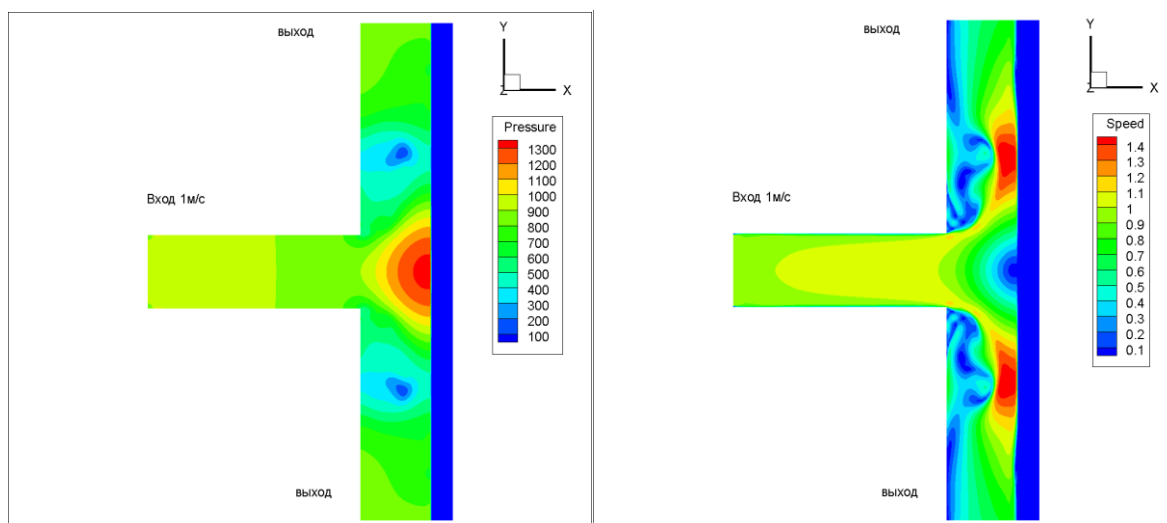 выход
Y
Z
X
Pressure
1300
1200
1100
1000
900
800
700
600
500
400
300
200
100
Вход 1м/с
выход
выход
Y
Z
X
Speed
1.4
1.3
1.2
1.1
1
0.9
0.8
0.7
0.6
0.5
0.4
0.3
0.2
0.1
Вход 1м/с
выход